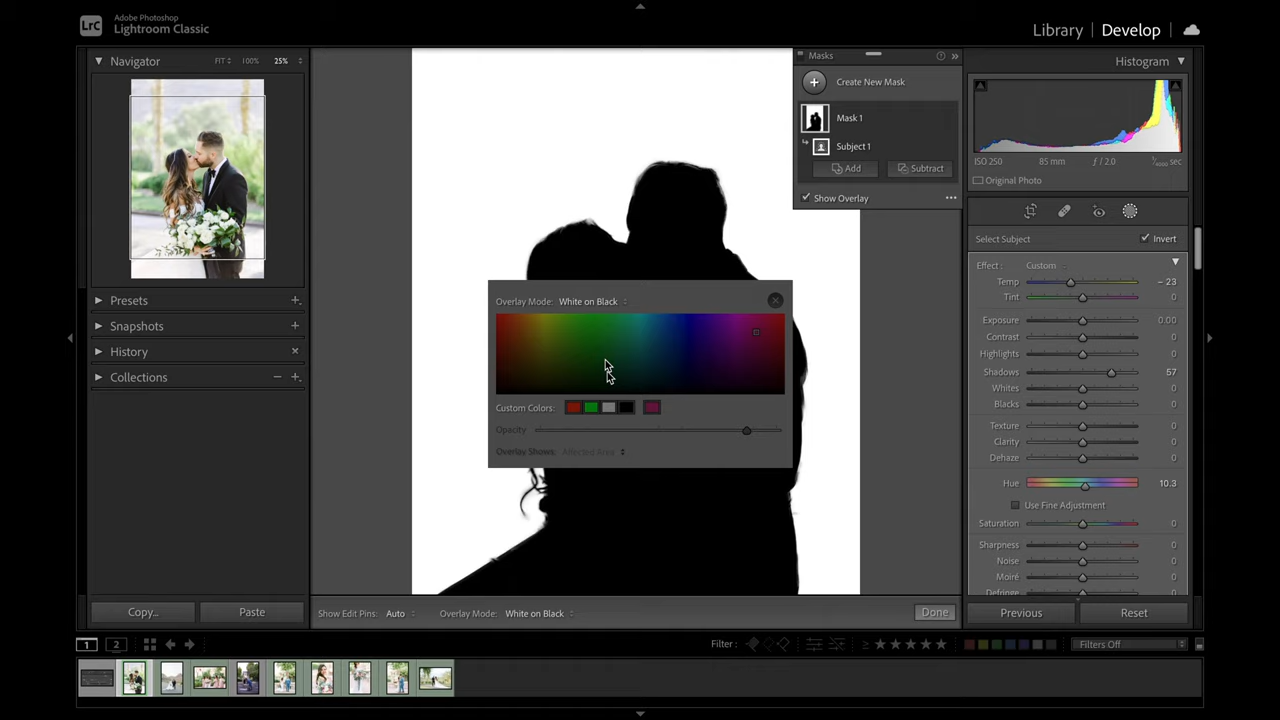 LrC
Adobe Photoshop
Lightroom Classic
Library
Develop
Navigator
FIT
100%
25%
Presets
Snapshots
History
Collections
Copy...
Paste
Masks
Create New Mask
Mask 1
Subject 1
Add
Subtract
Show Overlay
Overlay Mode: White on Black
Custom Colors:
Opacity
Overlay Shows: Affected Area
Show Edit Pins: Auto
Overlay Mode: White on Black
Done
Histogram
ISO 250
85 mm
ƒ / 2.0
1⁄4000 sec
Original Photo
Select Subject
Invert
Effect: Custom
Temp – 23
Tint 0
Exposure 0.00
Contrast 0
Highlights 0
Shadows 57
Whites 0
Blacks 0
Texture 0
Clarity 0
Dehaze 0
Hue 10.3
Use Fine Adjustment
Saturation 0
Sharpness 0
Noise 0
Moiré 0
Defringe 0
Previous
Reset
1
2
Filter :
Filters Off